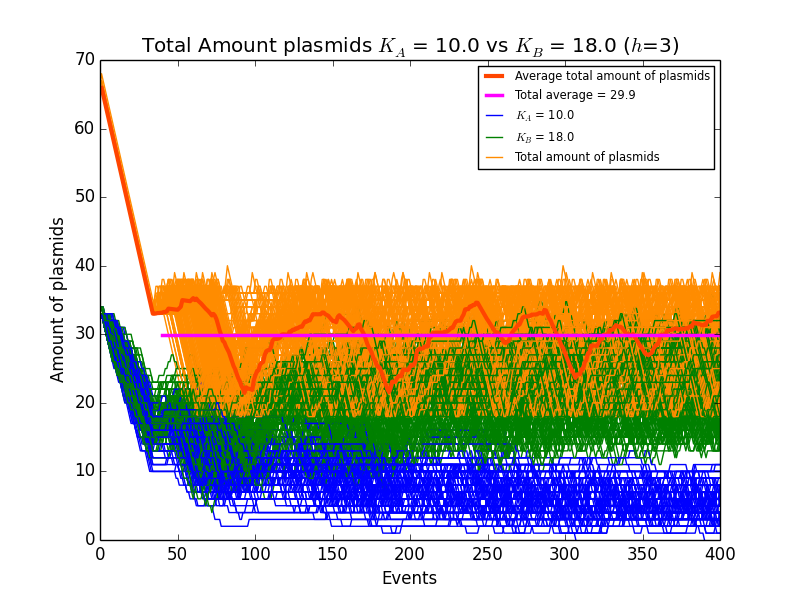 Total Amount plasmids K_A = 10.0 vs K_B = 18.0 (h=3)
Average total amount of plasmids
Total average = 29.9
K_A = 10.0
K_B = 18.0
Total amount of plasmids
Amount of plasmids
70
60
50
40
30
20
10
0
0 50 100 150 200 250 300 350 400
Events